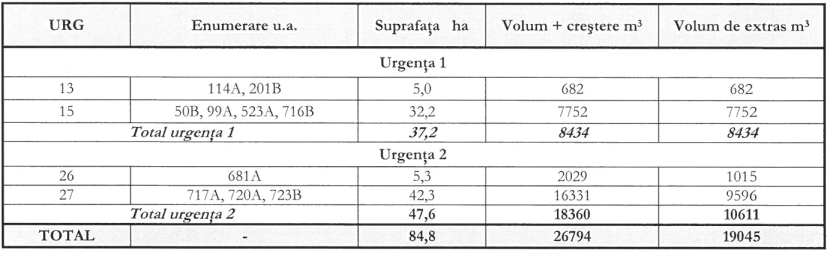 URG Enumerare u.a. Suprafața ha Volum + creştere m³ Volum de extras m³
Urgența 1
13 114A, 201B 5,0 682 682
15 50B, 99A, 523A, 716B 32,2 7752 7752
Total urgența 1 37,2 8434 8434
Urgența 2
26 681A 5,3 2029 1015
27 717A, 720A, 723B 42,3 16331 9596
Total urgența 2 47,6 18360 10611
TOTAL - 84,8 26794 19045